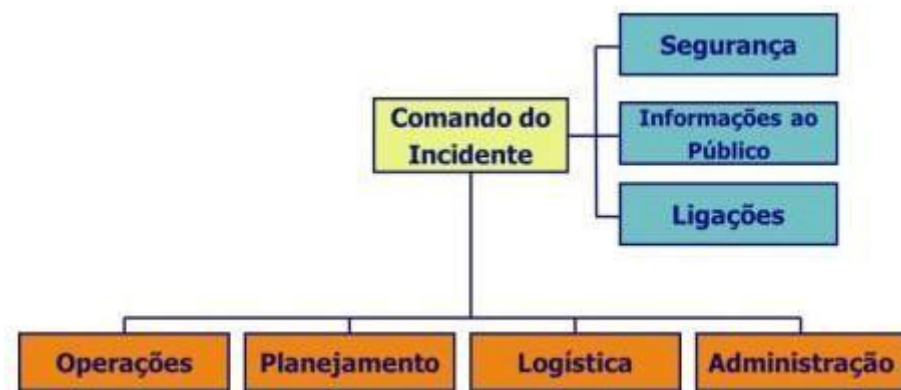 Segurança
Comando do
Incidente
Informações ao
Público
Ligações
Operações
Planejamento
Logística
Administração